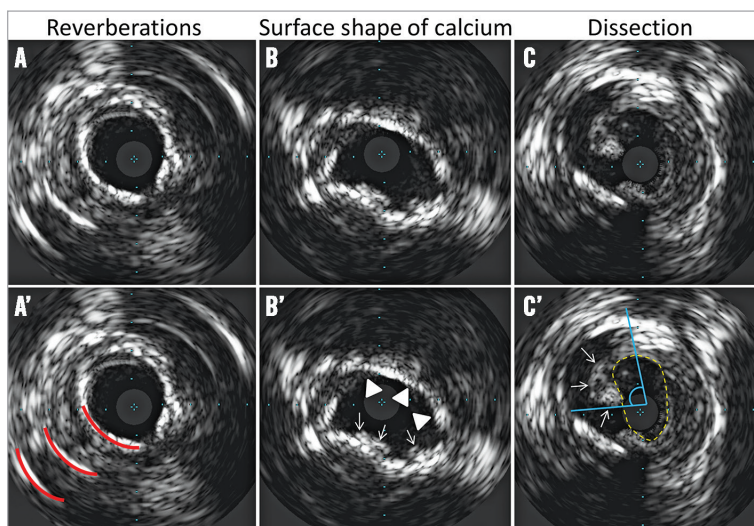 Reverberations
Surface shape of calcium
Dissection
A
B
C
A’
B’
C’